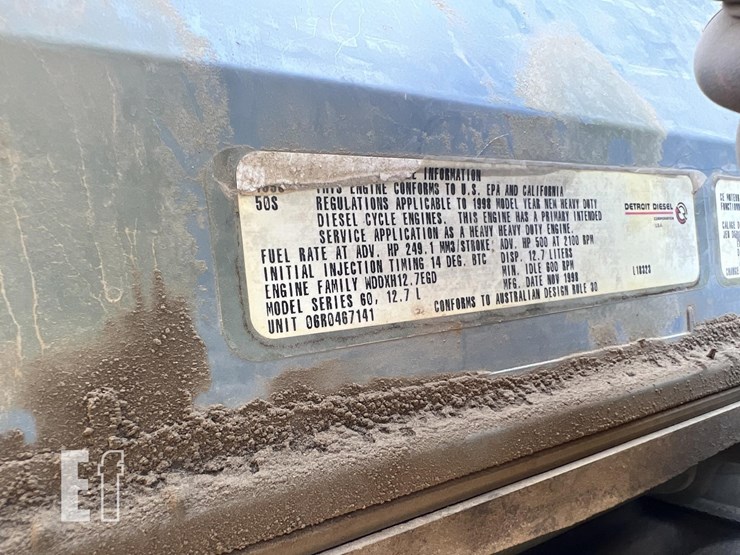 E INFORMATION
THIS ENGINE CONFORMS TO U.S. EPA AND CALIFORNIA
50S REGULATIONS APPLICABLE TO 1998 MODEL YEAR NEW HEAVY DUTY
DIESEL CYCLE ENGINES. THIS ENGINE HAS A PRIMARY INTENDED
SERVICE APPLICATION AS A HEAVY HEAVY DUTY ENGINE.
FUEL RATE AT ADV. HP 249.1 MM3/STROKE, ADV. HP 500 AT 2100 RPM
INITIAL INJECTION TIMING 14 DEG. BTC DISP. 12.7 LITERS
ENGINE FAMILY WDDXH12.7EGD MIN. IDLE 600 RPM
MODEL SERIES 60, 12.7 L MFG. DATE NOV 1998
UNIT 06R0467141 CONFORMS TO AUSTRALIAN DESIGN RULE 30
DETROIT DIESEL
USA
L10323
Ef